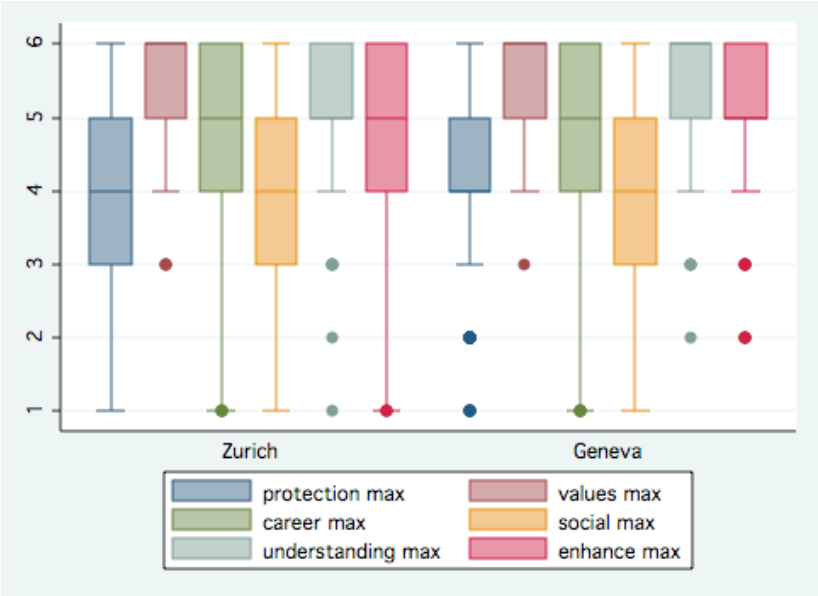 6
5
4
3
2
1
Zurich Geneva
protection max values max
career max social max
understanding max enhance max